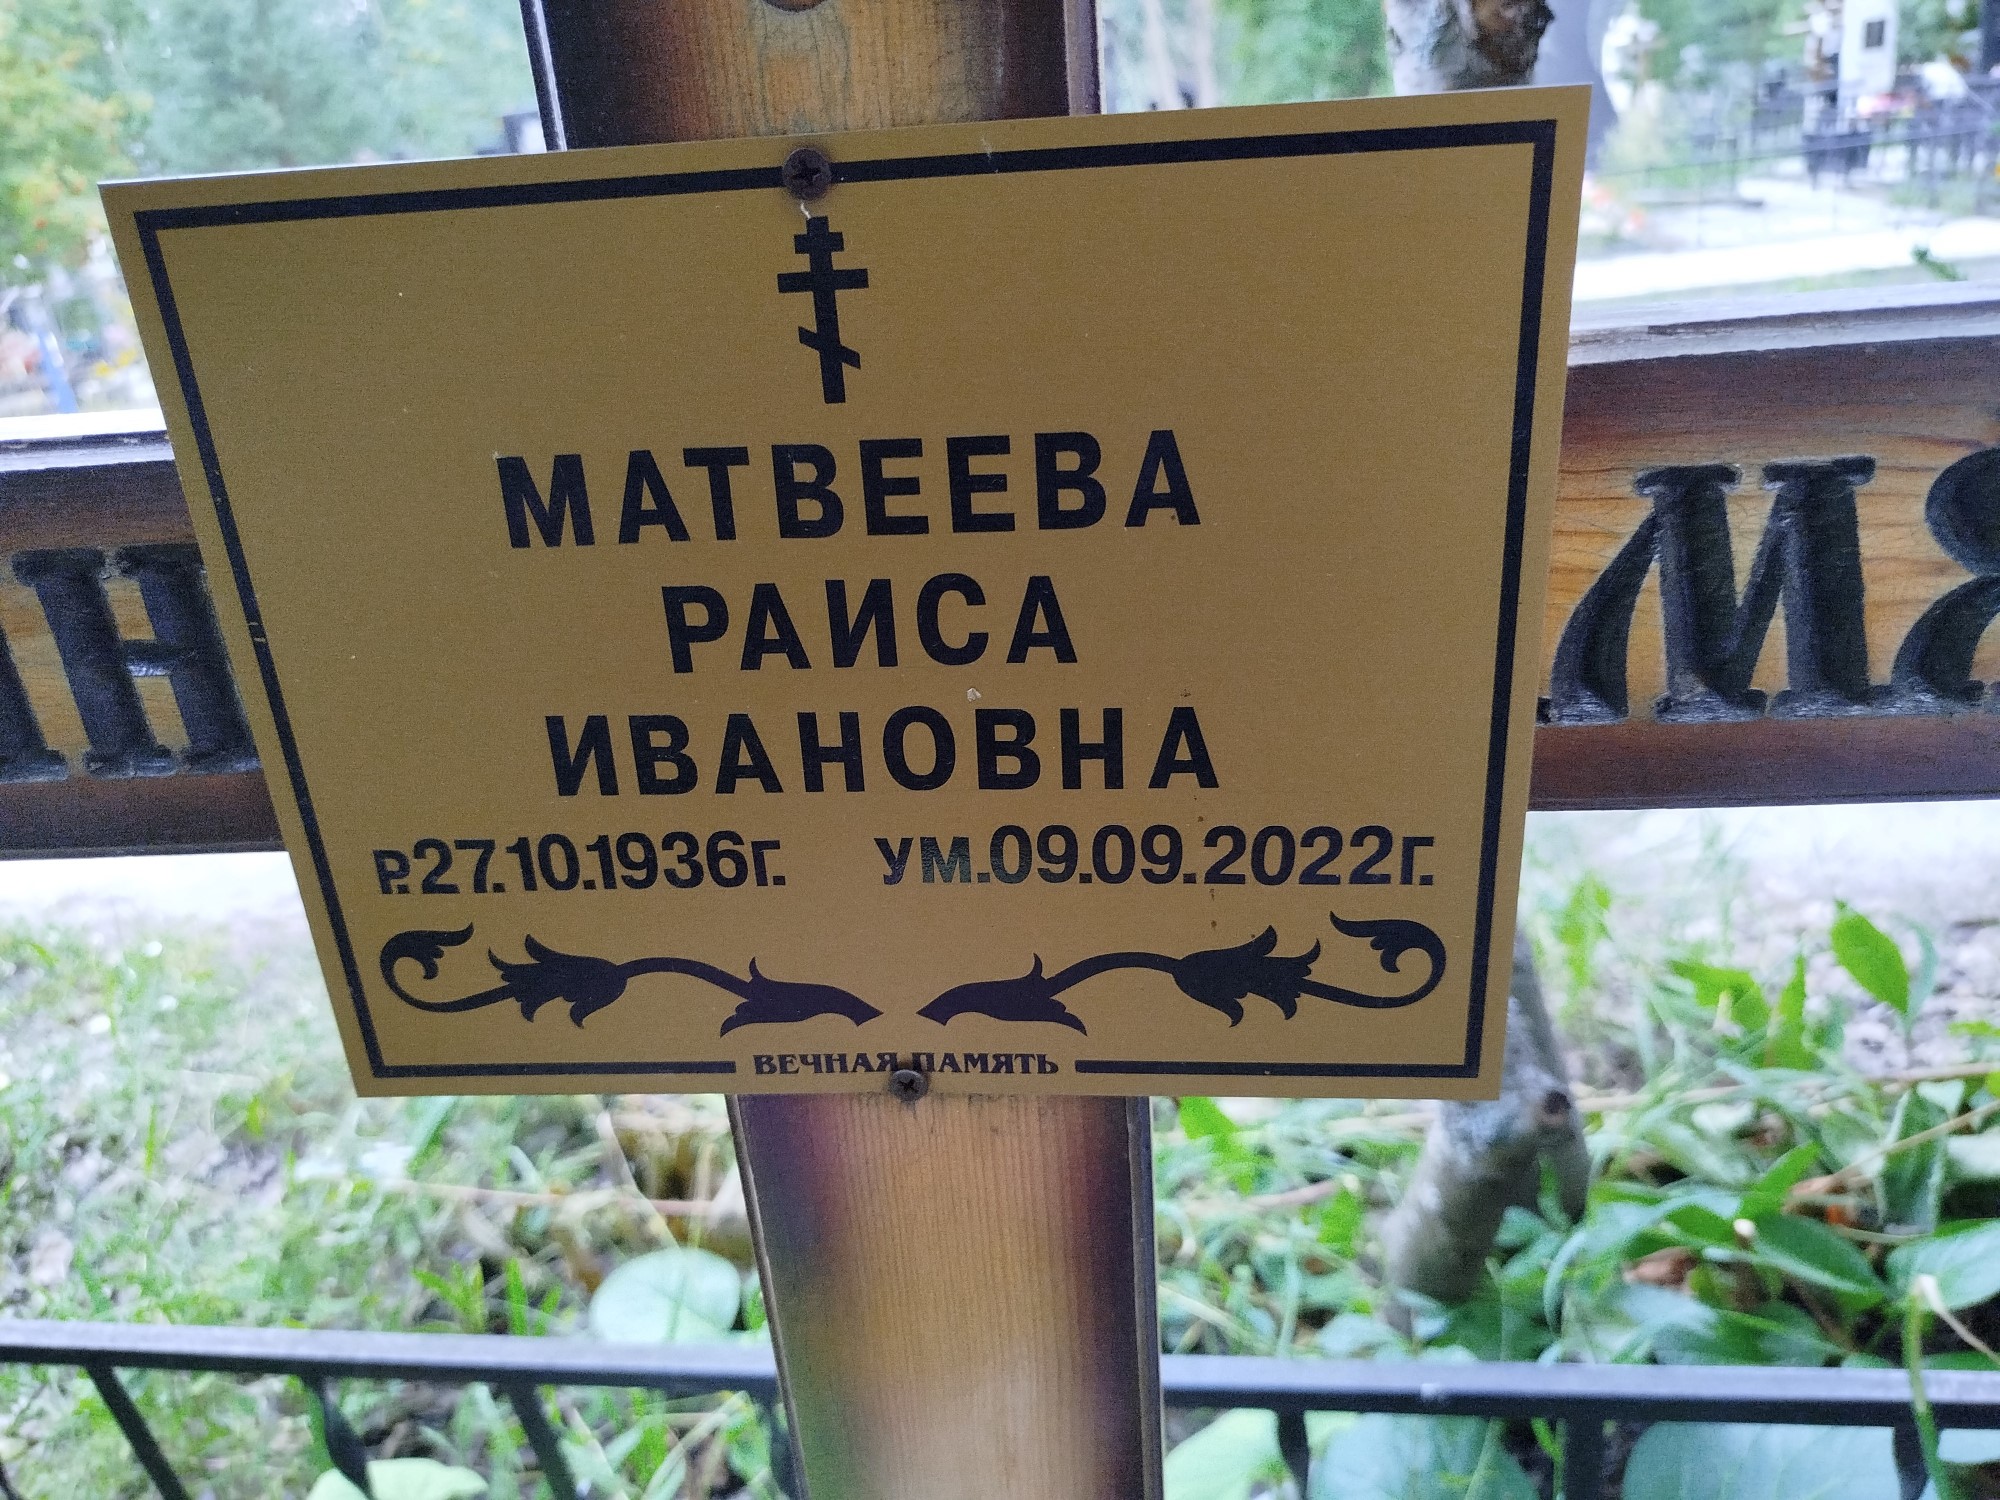 МАТВЕЕВА
РАИСА
ИВАНОВНА
Р.27.10.1936г. УМ.09.09.2022г.
ВЕЧНАЯ ПАМЯТЬ